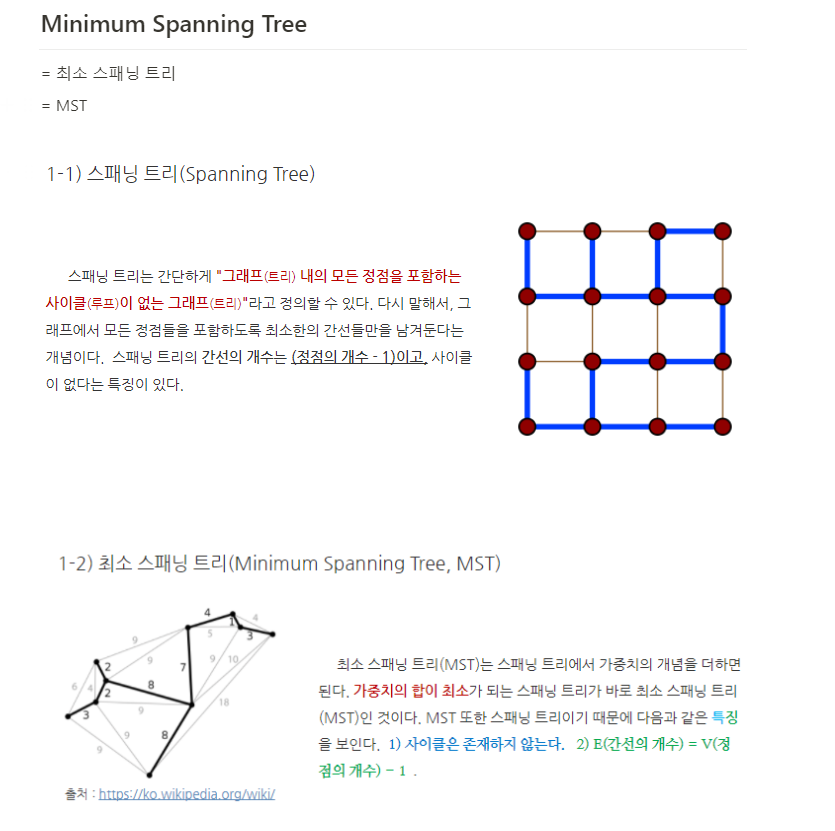 Minimum Spanning Tree
= 최소 스패닝 트리
= MST
1-1) 스패닝 트리(Spanning Tree)
스패닝 트리는 간단하게 "그래프(트리) 내의 모든 정점을 포함하는
사이클(루프)이 없는 그래프(트리)"라고 정의할 수 있다. 다시 말해서, 그
래프에서 모든 정점들을 포함하도록 최소한의 간선들만을 남겨둔다는
개념이다. 스패닝 트리의 간선의 개수는 (정점의 개수 - 1)이고, 사이클
이 없다는 특징이 있다.
1-2) 최소 스패닝 트리(Minimum Spanning Tree, MST)
4
4
1
9
5
3
2
9
7
9
10
6
4
2
8
18
3
9
9
8
9
최소 스패닝 트리(MST)는 스패닝 트리에서 가중치의 개념을 더하면
된다. 가중치의 합이 최소가 되는 스패닝 트리가 바로 최소 스패닝 트리
(MST)인 것이다. MST 또한 스패닝 트리이기 때문에 다음과 같은 특징
을 보인다. 1) 사이클은 존재하지 않는다. 2) E(간선의 개수) = V(정
점의 개수) - 1 .
출처 : https://ko.wikipedia.org/wiki/